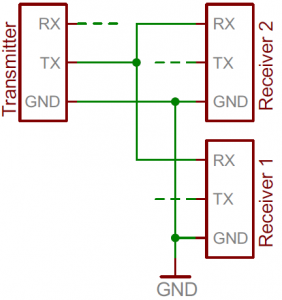 Transmitter
RX
TX
GND
Receiver 2
RX
TX
GND
Receiver 1
RX
TX
GND
GND